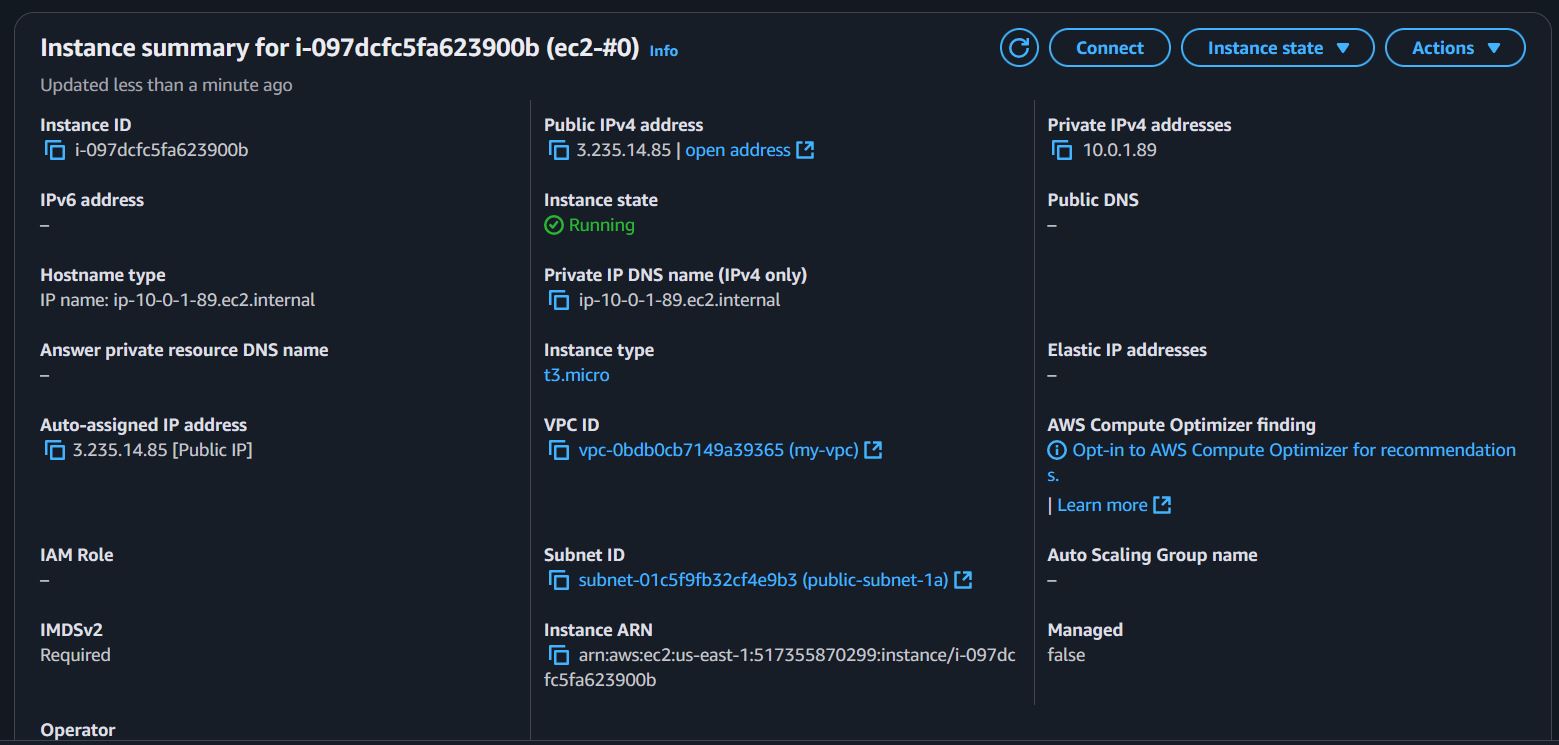 Instance summary for i-097dcfc5fa623900b (ec2-#0) Info
Connect
Instance state
Actions
Updated less than a minute ago
Instance ID
i-097dcfc5fa623900b
Public IPv4 address
3.235.14.85 | open address
Private IPv4 addresses
10.0.1.89
IPv6 address
–
Instance state
Running
Public DNS
–
Hostname type
IP name: ip-10-0-1-89.ec2.internal
Private IP DNS name (IPv4 only)
ip-10-0-1-89.ec2.internal
Answer private resource DNS name
–
Instance type
t3.micro
Elastic IP addresses
–
Auto-assigned IP address
3.235.14.85 [Public IP]
VPC ID
vpc-0bdb0cb7149a39365 (my-vpc)
AWS Compute Optimizer finding
Opt-in to AWS Compute Optimizer for recommendation
s.
| Learn more
IAM Role
–
Subnet ID
subnet-01c5f9fb32cf4e9b3 (public-subnet-1a)
Auto Scaling Group name
–
IMDSv2
Required
Instance ARN
arn:aws:ec2:us-east-1:517355870299:instance/i-097dc
fc5fa623900b
Managed
false
Operator